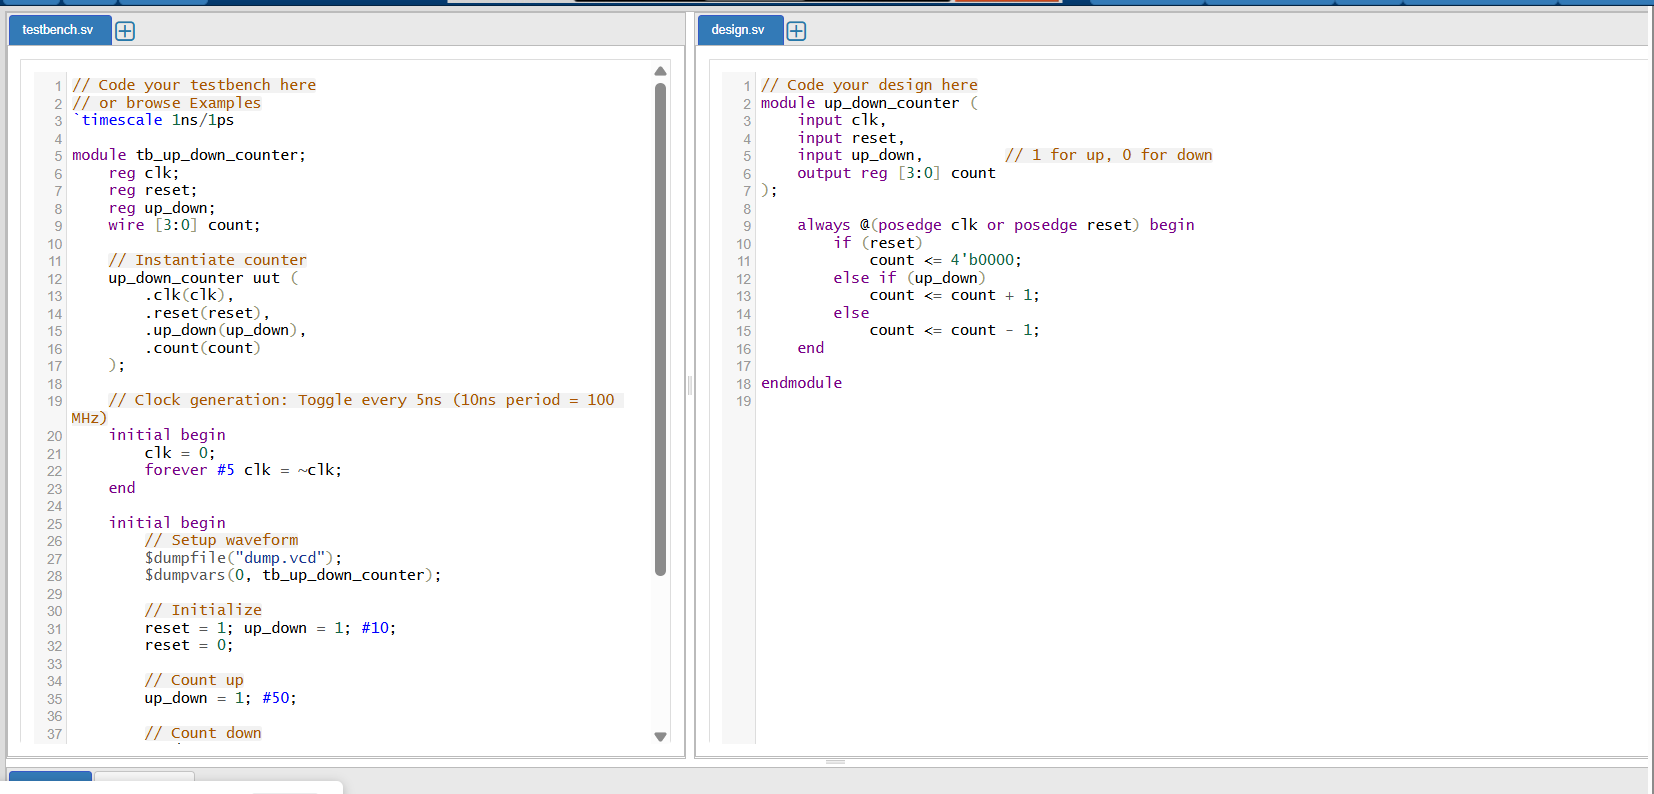 testbench.sv
1 // Code your testbench here
2 // or browse Examples
3 `timescale 1ns/1ps
4
5 module tb_up_down_counter;
6     reg clk;
7     reg reset;
8     reg up_down;
9     wire [3:0] count;
10
11     // Instantiate counter
12     up_down_counter uut (
13         .clk(clk),
14         .reset(reset),
15         .up_down(up_down),
16         .count(count)
17     );
18
19     // Clock generation: Toggle every 5ns (10ns period = 100
MHz)
20     initial begin
21         clk = 0;
22         forever #5 clk = ~clk;
23     end
24
25     initial begin
26         // Setup waveform
27         $dumpfile("dump.vcd");
28         $dumpvars(0, tb_up_down_counter);
29
30         // Initialize
31         reset = 1; up_down = 1; #10;
32         reset = 0;
33
34         // Count up
35         up_down = 1; #50;
36
37         // Count down
design.sv
1 // Code your design here
2 module up_down_counter (
3     input clk,
4     input reset,
5     input up_down,         // 1 for up, 0 for down
6     output reg [3:0] count
7 );
8
9     always @(posedge clk or posedge reset) begin
10         if (reset)
11             count <= 4'b0000;
12         else if (up_down)
13             count <= count + 1;
14         else
15             count <= count - 1;
16     end
17
18 endmodule
19